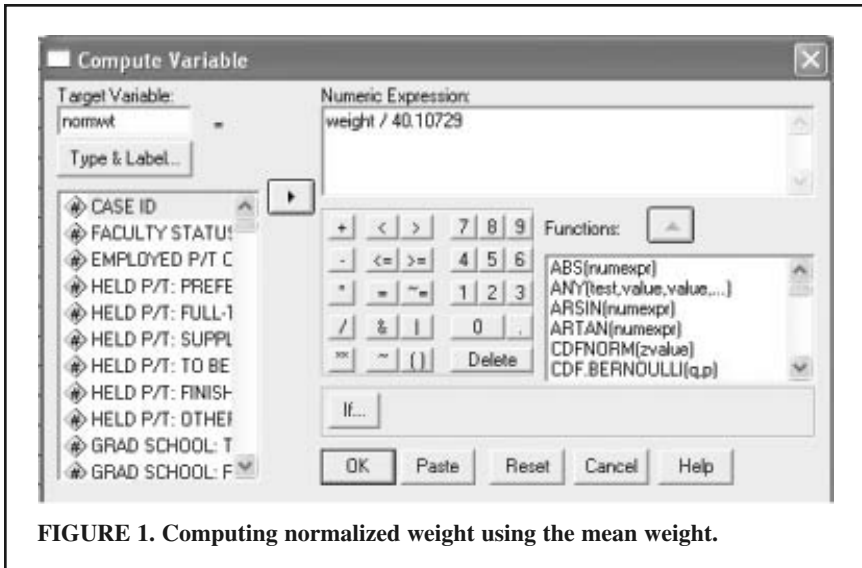 Compute Variable
Target Variable:
normwt
=
Type & Label...
Numeric Expression:
weight / 40.10729
CASE ID
FACULTY STATUS
EMPLOYED P/T C
HELD P/T: PREFE
HELD P/T: FULL-T
HELD P/T: SUPPL
HELD P/T: TO BE
HELD P/T: FINISH
HELD P/T: OTHER
GRAD SCHOOL: T
GRAD SCHOOL: F
+ < > 7 8 9
- <= >= 4 5 6
* = ~= 1 2 3
/ & | 0 .
** ~ () Delete
Functions:
ABS(numexpr)
ANY(test,value,value,...)
ARSIN(numexpr)
ARTAN(numexpr)
CDFNORM(zvalue)
CDF.BERNOULLI(q,p)
If...
OK Paste Reset Cancel Help
FIGURE 1. Computing normalized weight using the mean weight.